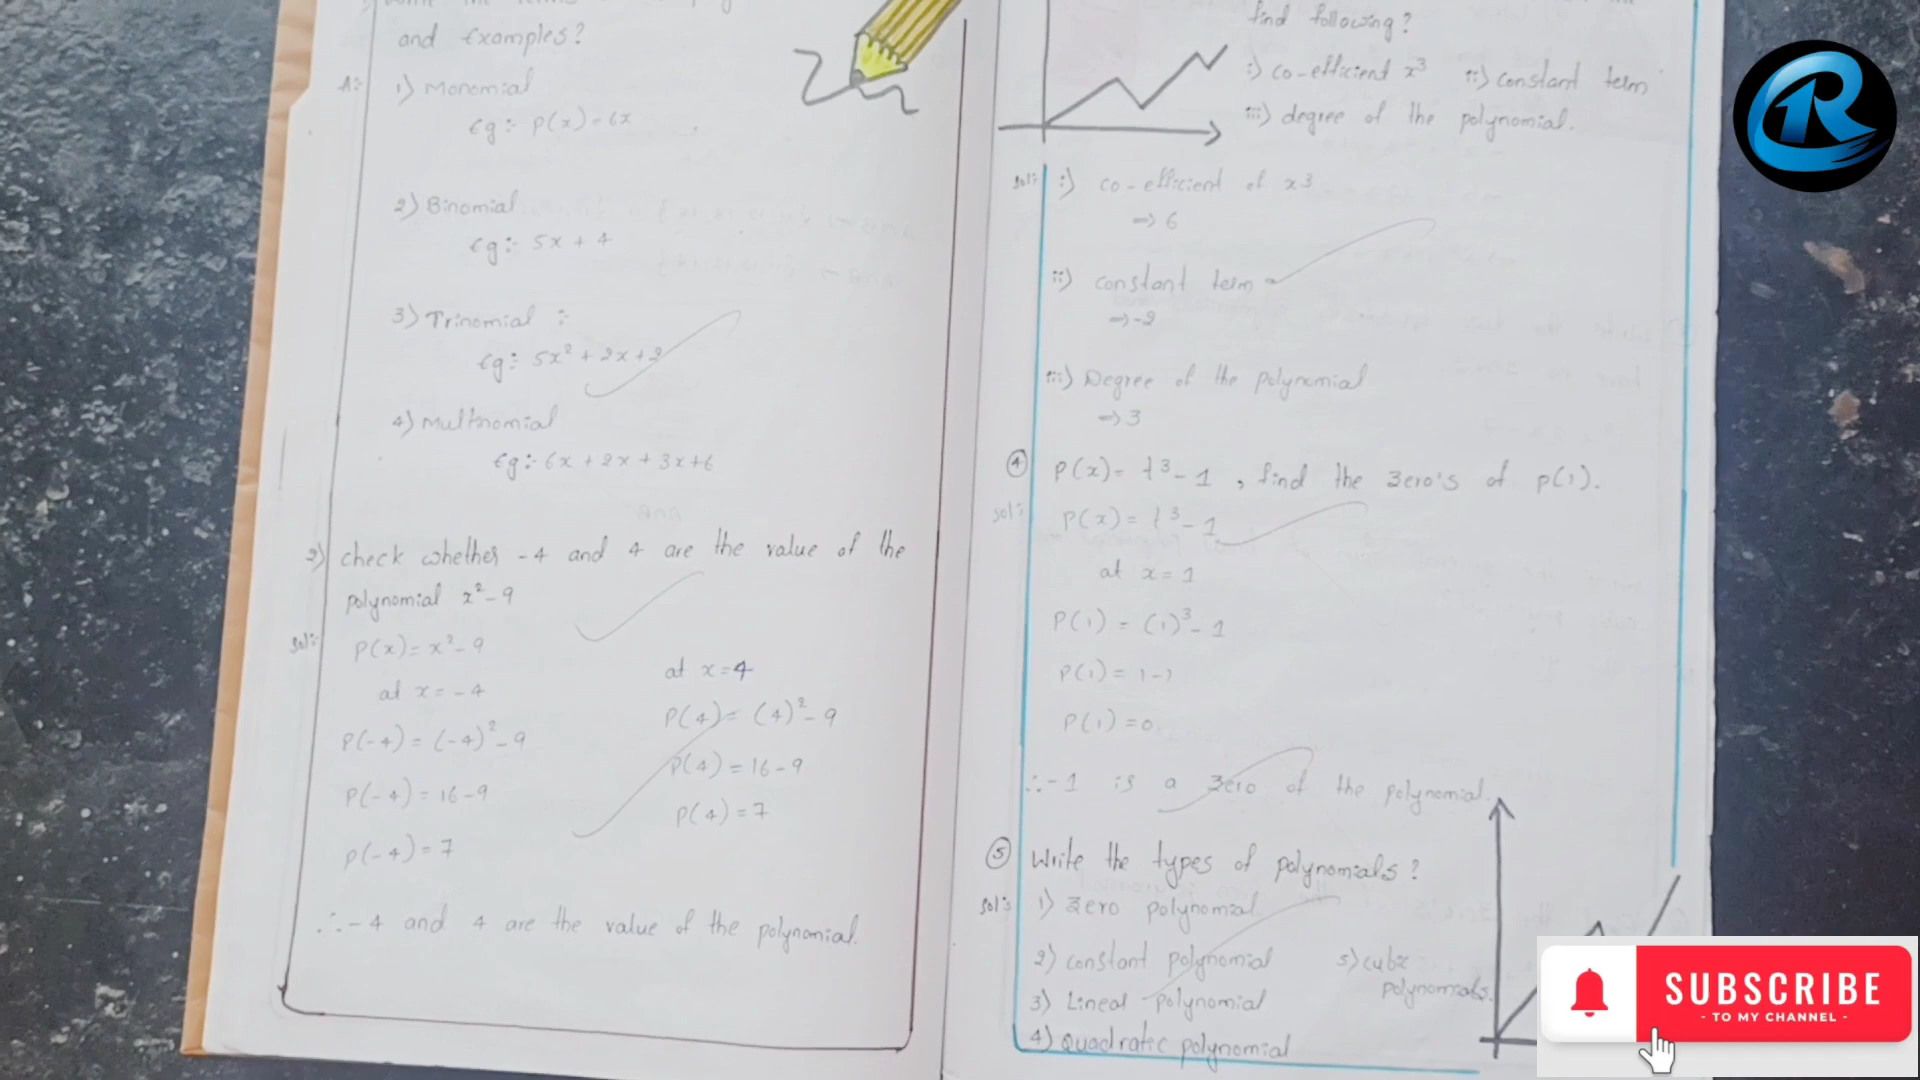 and Examples?
A:- 1) Monomial
Eg:- P(x)=6x
2) Binomial
Eg:- 5x + 4
3) Trinomial :-
Eg:- 5x² + 2x+2
4) Multnomial
Eg:- 6x + 2x + 3x+6
2) check whether -4 and 4 are the value of the
polynomial x²-9
Sol:- P(x)= x²-9
at x = -4
P(-4) = (-4)²-9
P(-4) = 16-9
P(-4) = 7
at x=4
P(4) = (4)²-9
P(4) = 16-9
P(4) = 7
∴ -4 and 4 are the value of the polynomial.
find following?
i) co-efficient x³ ii) constant term
iii) degree of the polynomial.
Sol:- i) co-efficient of x³
⇒ 6
ii) constant term
⇒ -2
iii) Degree of the polynomial
⇒ 3
④ P(x)= t³-1 , find the zero's of p(1).
Sol:- P(x)= t³-1
at x = 1
P(1) = (1)³-1
P(1) = 1-1
P(1) = 0
∴ -1 is a zero of the polynomial.
⑤ Write the types of polynomials?
Sol:- 1) zero polynomial
2) constant polynomial 5) cubic
3) Lineal polynomial polynomials.
4) Quadratic polynomial
R
SUBSCRIBE
- TO MY CHANNEL -